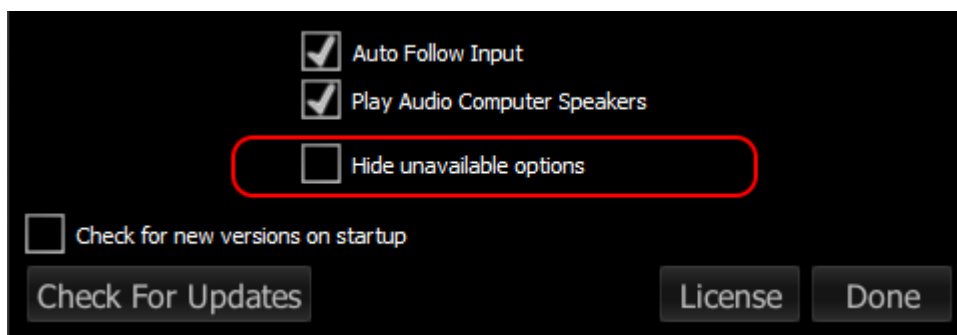 Auto Follow Input
Play Audio Computer Speakers
Hide unavailable options
Check for new versions on startup
Check For Updates License Done